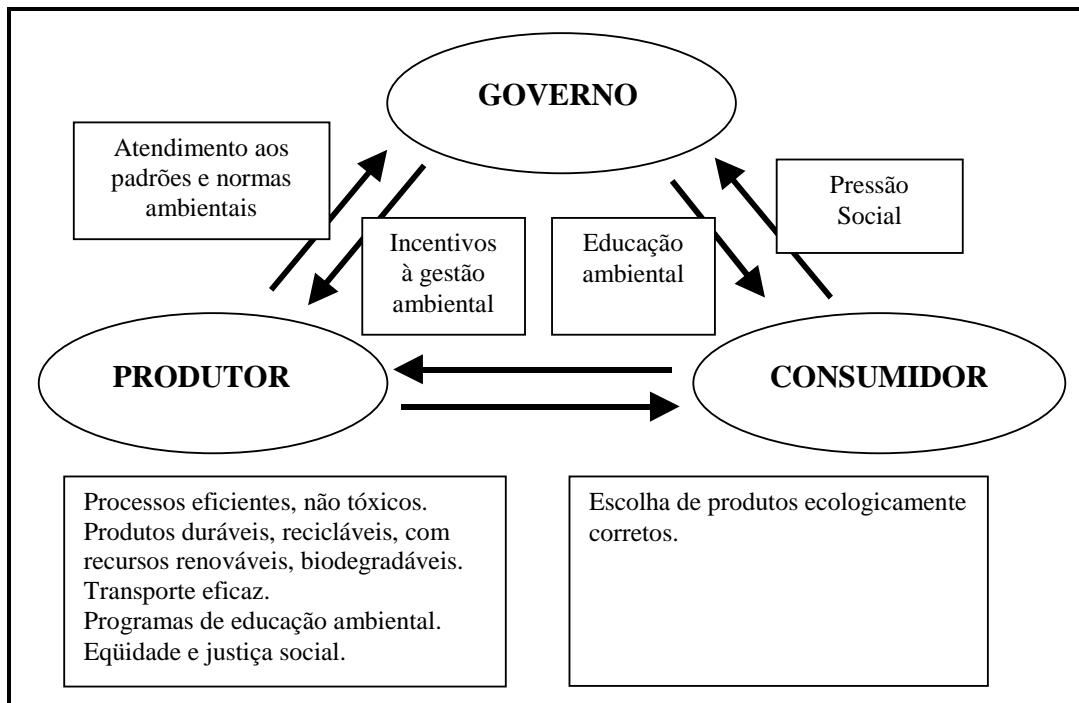 GOVERNO
Atendimento aos
padrões e normas
ambientais
Pressão
Social
Incentivos
à gestão
ambiental
Educação
ambiental
PRODUTOR
CONSUMIDOR
Processos eficientes, não tóxicos.
Produtos duráveis, recicláveis, com
recursos renováveis, biodegradáveis.
Transporte eficaz.
Programas de educação ambiental.
Eqüidade e justiça social.
Escolha de produtos ecologicamente
corretos.